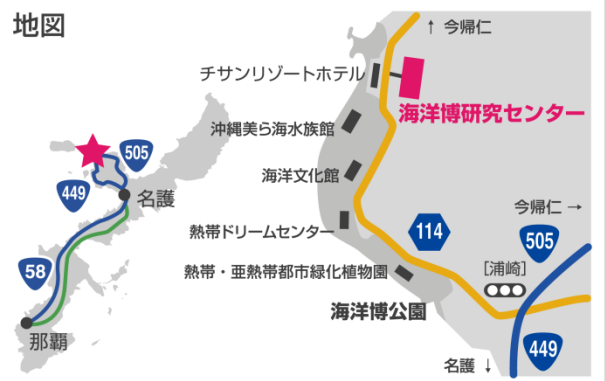 地図
↑ 今帰仁
チサンリゾートホテル
海洋博研究センター
沖縄美ら海水族館
海洋文化館
熱帯ドリームセンター
熱帯・亜熱帯都市緑化植物園
海洋博公園
114
今帰仁 →
505
[浦崎]
449
名護 ↓
505
449
名護
58
那覇